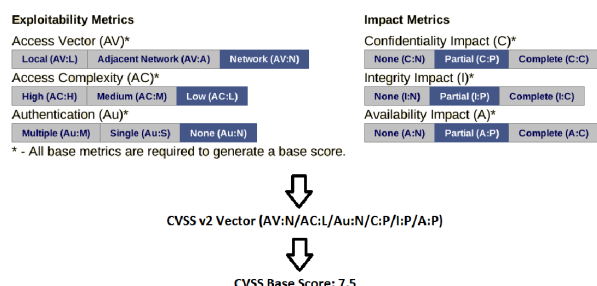 Exploitability Metrics
Access Vector (AV)*
Local (AV:L) Adjacent Network (AV:A) Network (AV:N)
Access Complexity (AC)*
High (AC:H) Medium (AC:M) Low (AC:L)
Authentication (Au)*
Multiple (Au:M) Single (Au:S) None (Au:N)
* - All base metrics are required to generate a base score.
Impact Metrics
Confidentiality Impact (C)*
None (C:N) Partial (C:P) Complete (C:C)
Integrity Impact (I)*
None (I:N) Partial (I:P) Complete (I:C)
Availability Impact (A)*
None (A:N) Partial (A:P) Complete (A:C)
CVSS v2 Vector (AV:N/AC:L/Au:N/C:P/I:P/A:P)
CVSS Base Score: 7.5